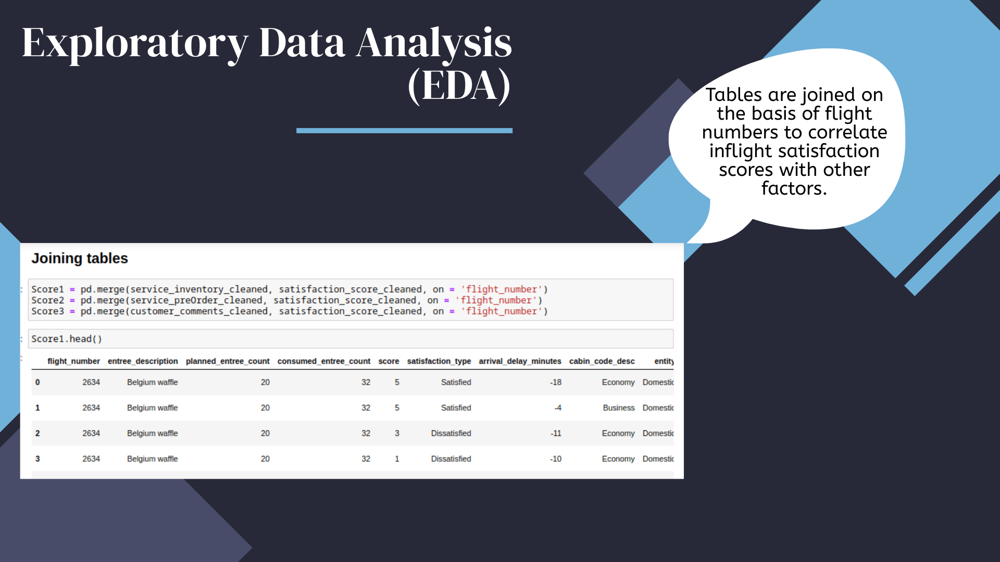 Exploratory Data Analysis
(EDA)
Tables are joined on
the basis of flight
numbers to correlate
inflight satisfaction
scores with other
factors.
Joining tables
: Score1 = pd.merge(service_inventory_cleaned, satisfaction_score_cleaned, on = 'flight_number')
Score2 = pd.merge(service_preOrder_cleaned, satisfaction_score_cleaned, on = 'flight_number')
Score3 = pd.merge(customer_comments_cleaned, satisfaction_score_cleaned, on = 'flight_number')
: Score1.head()
:
flight_number entree_description planned_entree_count consumed_entree_count score satisfaction_type arrival_delay_minutes cabin_code_desc entity
0 2634 Belgium waffle 20 32 5 Satisfied -18 Economy Domestic
1 2634 Belgium waffle 20 32 5 Satisfied -4 Business Domestic
2 2634 Belgium waffle 20 32 3 Dissatisfied -11 Economy Domestic
3 2634 Belgium waffle 20 32 1 Dissatisfied -10 Economy Domestic